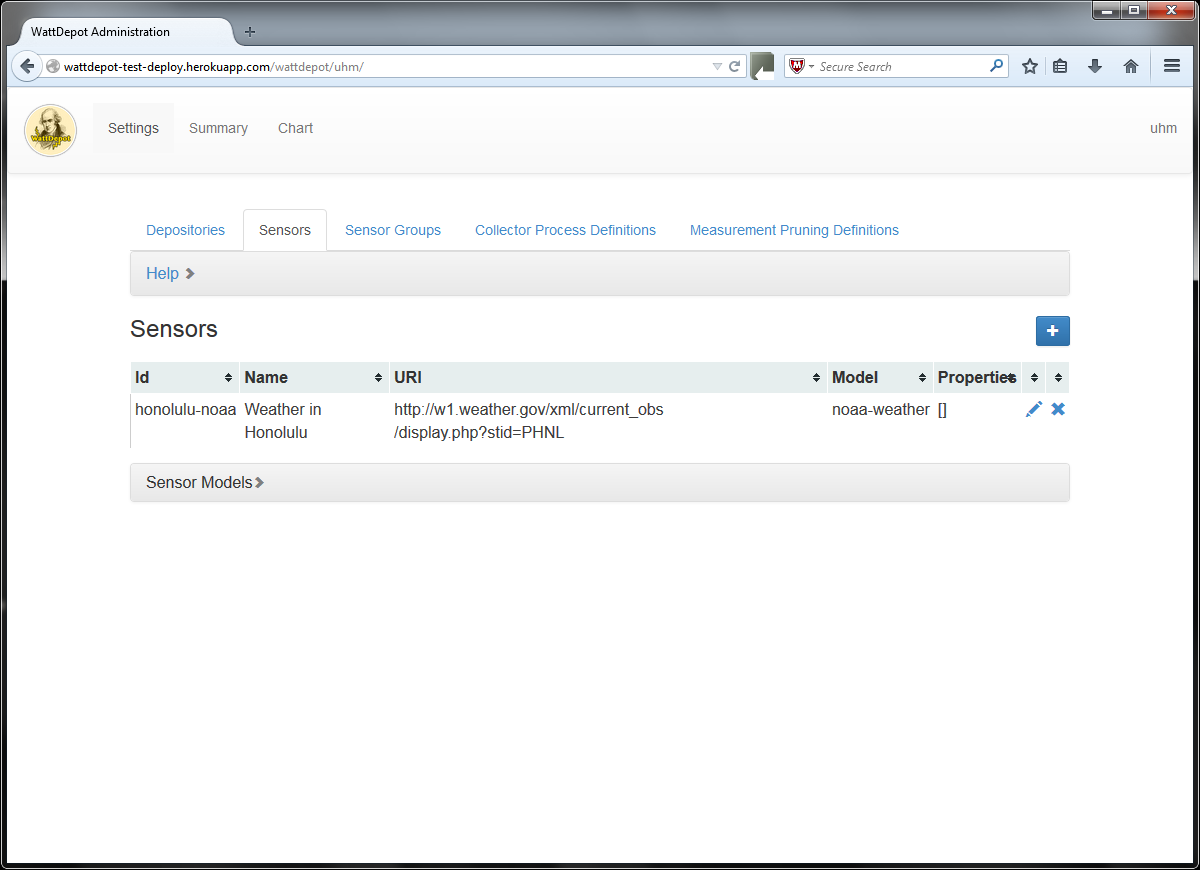 WattDepot Administration
wattdepot-test-deploy.herokuapp.com/wattdepot/uhm/
Secure Search
WattDepot
Settings
Summary
Chart
uhm
Depositories
Sensors
Sensor Groups
Collector Process Definitions
Measurement Pruning Definitions
Help
Sensors
Id
Name
URI
Model
Properties
honolulu-noaa
Weather in
Honolulu
http://w1.weather.gov/xml/current_obs
/display.php?stid=PHNL
noaa-weather
[]
Sensor Models